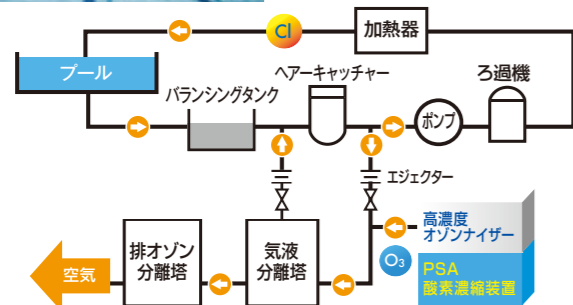 Cl
加熱器
プール
バランシングタンク
ヘアーキャッチャー
ろ過機
ポンプ
エジェクター
高濃度
オゾンナイザー
O₃
PSA
酸素濃縮装置
気液
分離塔
排オゾン
分離塔
空気